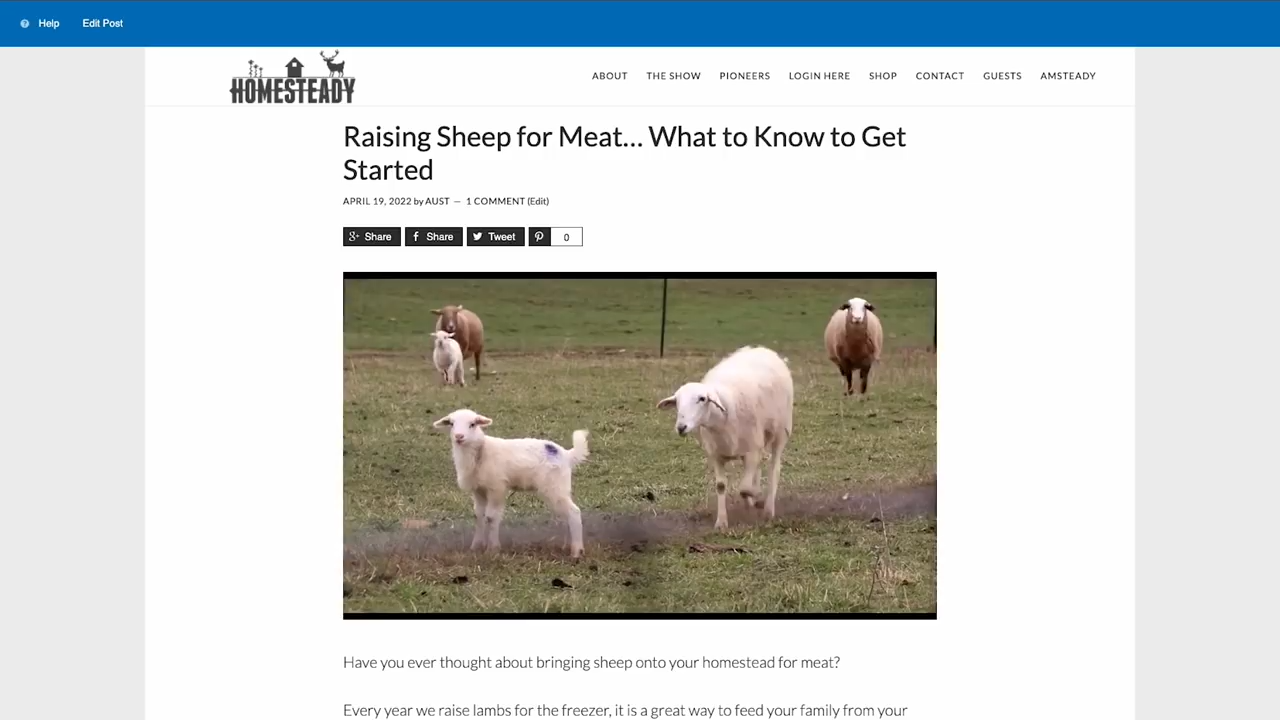 Help Edit Post
HOMESTEADY
ABOUT THE SHOW PIONEERS LOGIN HERE SHOP CONTACT GUESTS AMSTEADY
Raising Sheep for Meat… What to Know to Get
Started
APRIL 19, 2022 by AUST — 1 COMMENT (Edit)
Share Share Tweet 0
Have you ever thought about bringing sheep onto your homestead for meat?
Every year we raise lambs for the freezer, it is a great way to feed your family from your